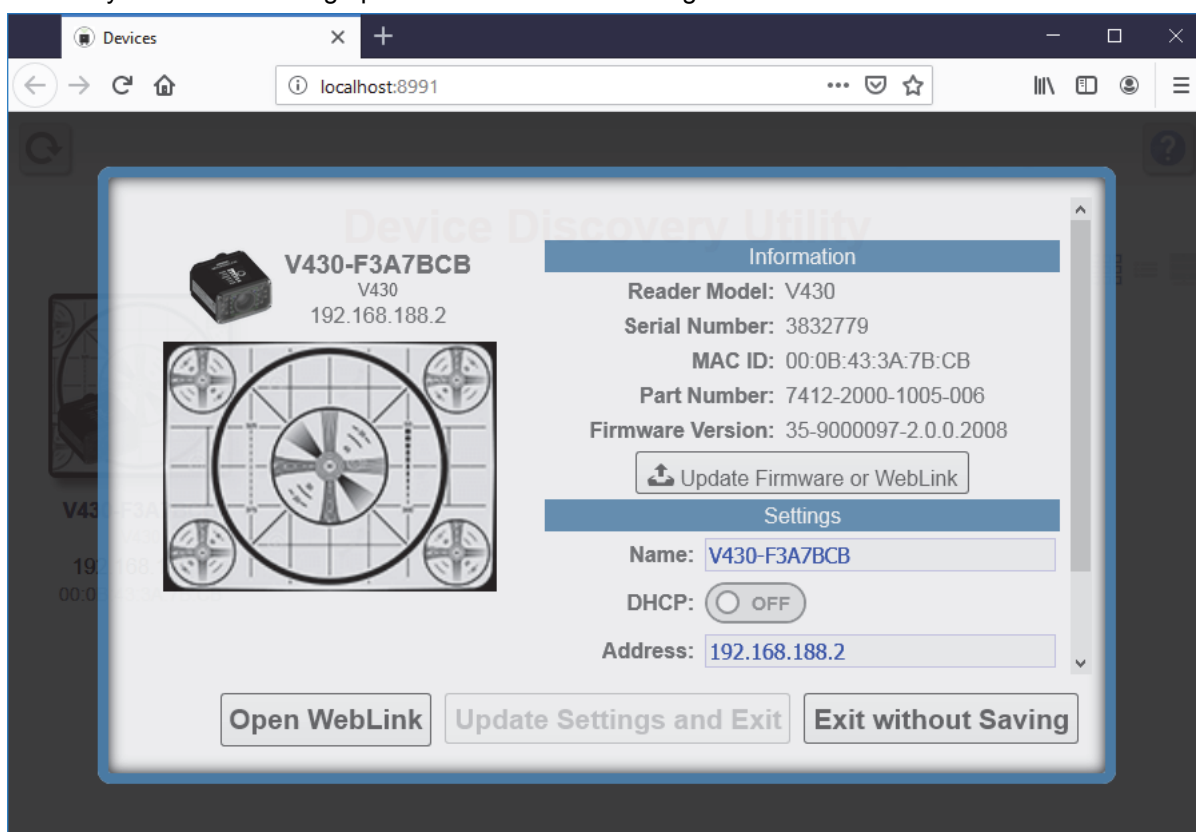 Devices
localhost:8991
Device Discovery Utility
V430-F3A7BCB
V430
192.168.188.2
Information
Reader Model: V430
Serial Number: 3832779
MAC ID: 00:0B:43:3A:7B:CB
Part Number: 7412-2000-1005-006
Firmware Version: 35-9000097-2.0.0.2008
Update Firmware or WebLink
Settings
Name: V430-F3A7BCB
DHCP: OFF
Address: 192.168.188.2
Open WebLink
Update Settings and Exit
Exit without Saving